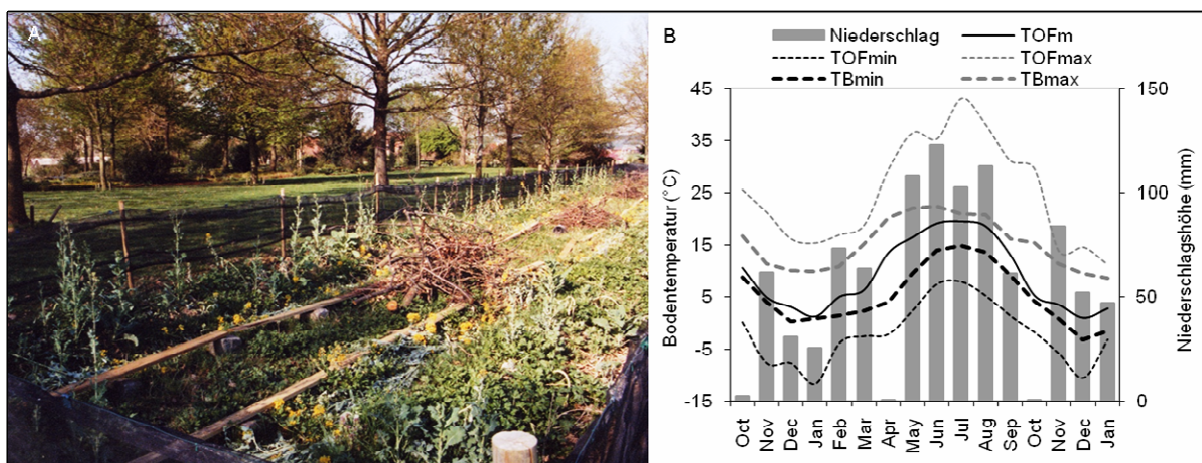 A
B
Niederschlag TOFm
TOFmin TOFmax
TBmin TBmax
Bodentemperatur (°C)
45
35
25
15
5
-5
-15
150
100
50
0
Niederschlagshöhe (mm)
Oct Nov Dec Jan Feb Mar Apr May Jun Jul Aug Sep Oct Nov Dec Jan